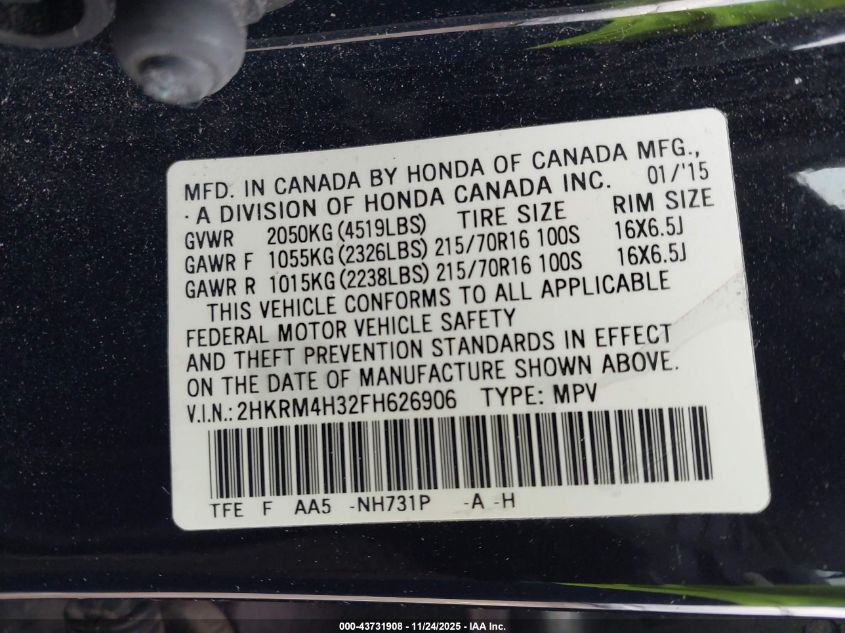 MFD. IN CANADA BY HONDA OF CANADA MFG.,
· A DIVISION OF HONDA CANADA INC. 01/'15
GVWR 2050KG (4519LBS) TIRE SIZE RIM SIZE
GAWR F 1055KG (2326LBS) 215/70R16 100S 16X6.5J
GAWR R 1015KG (2238LBS) 215/70R16 100S 16X6.5J
THIS VEHICLE CONFORMS TO ALL APPLICABLE
FEDERAL MOTOR VEHICLE SAFETY
AND THEFT PREVENTION STANDARDS IN EFFECT
ON THE DATE OF MANUFACTURE SHOWN ABOVE.
V.I.N.: 2HKRM4H32FH626906 TYPE: MPV
TFE F AA5 -NH731P -A -H
000-43731908 - 11/24/2025 - IAA Inc.